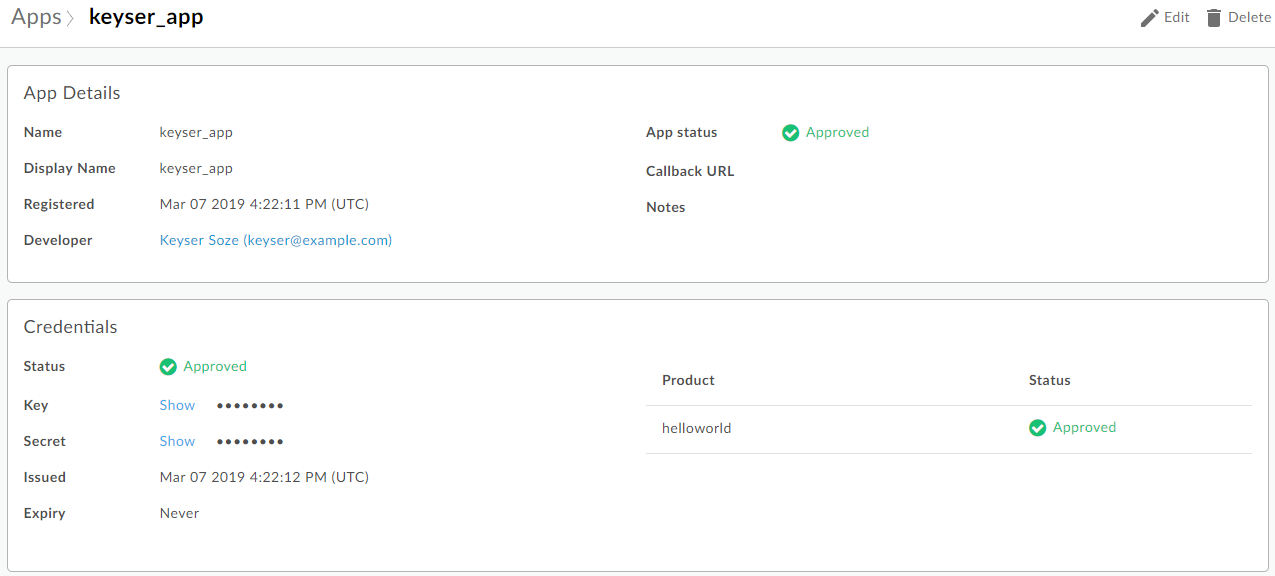 Apps › keyser_app
Edit Delete
App Details
Name keyser_app
Display Name keyser_app
Registered Mar 07 2019 4:22:11 PM (UTC)
Developer Keyser Soze (keyser@example.com)
App status Approved
Callback URL
Notes
Credentials
Status Approved
Key Show ••••••••
Secret Show ••••••••
Issued Mar 07 2019 4:22:12 PM (UTC)
Expiry Never
Product Status
helloworld Approved